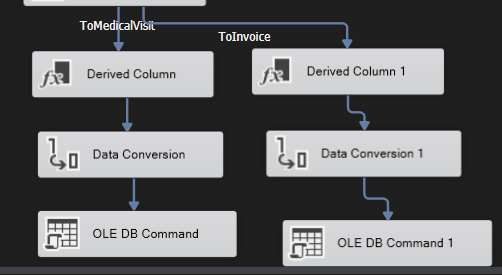 ToMedicalVisit
ToInvoice
Derived Column
Derived Column 1
Data Conversion
Data Conversion 1
OLE DB Command
OLE DB Command 1